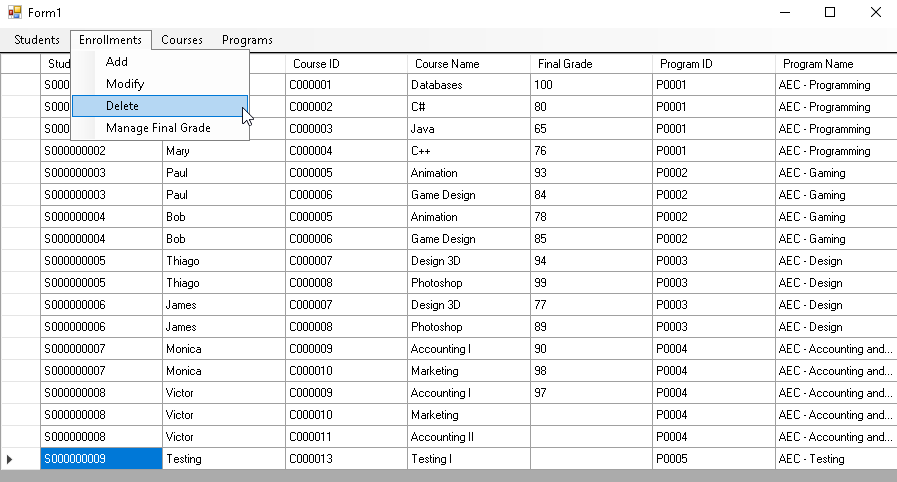 Form1
Students Enrollments Courses Programs
Stud Course ID Course Name Final Grade Program ID Program Name
Add
Modify
Delete
Manage Final Grade
S000 C000001 Databases 100 P0001 AEC - Programming
S000 C000002 C# 80 P0001 AEC - Programming
S000 C000003 Java 65 P0001 AEC - Programming
S000000002 Mary C000004 C++ 76 P0001 AEC - Programming
S000000003 Paul C000005 Animation 93 P0002 AEC - Gaming
S000000003 Paul C000006 Game Design 84 P0002 AEC - Gaming
S000000004 Bob C000005 Animation 78 P0002 AEC - Gaming
S000000004 Bob C000006 Game Design 85 P0002 AEC - Gaming
S000000005 Thiago C000007 Design 3D 94 P0003 AEC - Design
S000000005 Thiago C000008 Photoshop 99 P0003 AEC - Design
S000000006 James C000007 Design 3D 77 P0003 AEC - Design
S000000006 James C000008 Photoshop 89 P0003 AEC - Design
S000000007 Monica C000009 Accounting I 90 P0004 AEC - Accounting and...
S000000007 Monica C000010 Marketing 98 P0004 AEC - Accounting and...
S000000008 Victor C000009 Accounting I 97 P0004 AEC - Accounting and...
S000000008 Victor C000010 Marketing P0004 AEC - Accounting and...
S000000008 Victor C000011 Accounting II P0004 AEC - Accounting and...
S000000009 Testing C000013 Testing I P0005 AEC - Testing